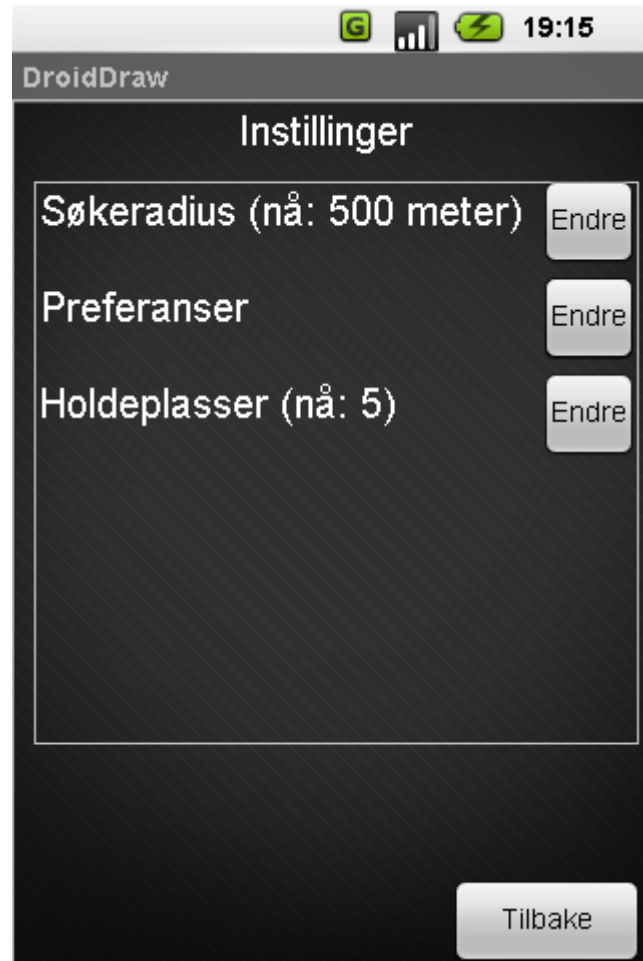 G 19:15
DroidDraw
Instillinger
Søkeradius (nå: 500 meter) Endre
Preferanser Endre
Holdeplasser (nå: 5) Endre
Tilbake